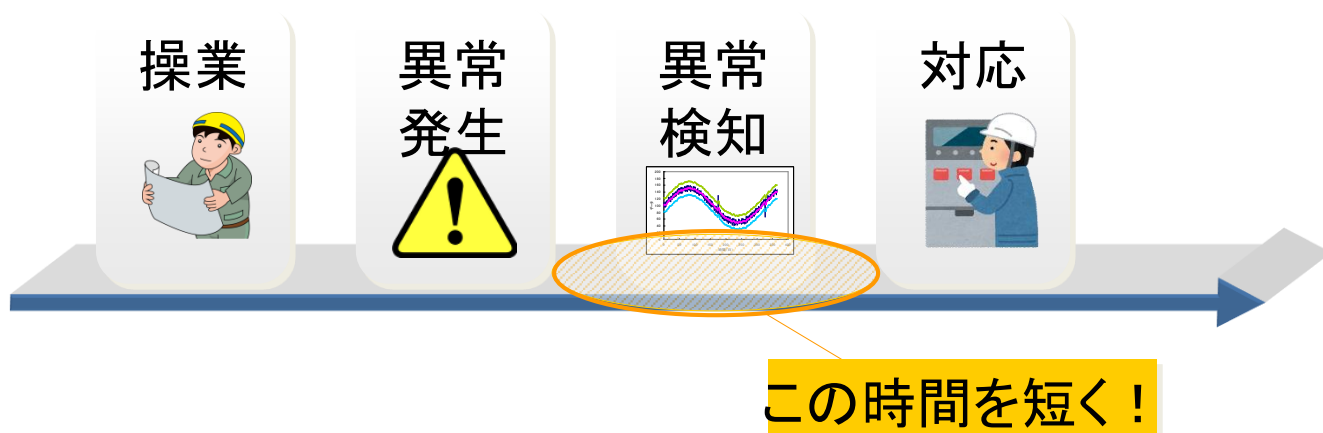 操業
異常
発生
異常
検知
対応
この時間を短く！